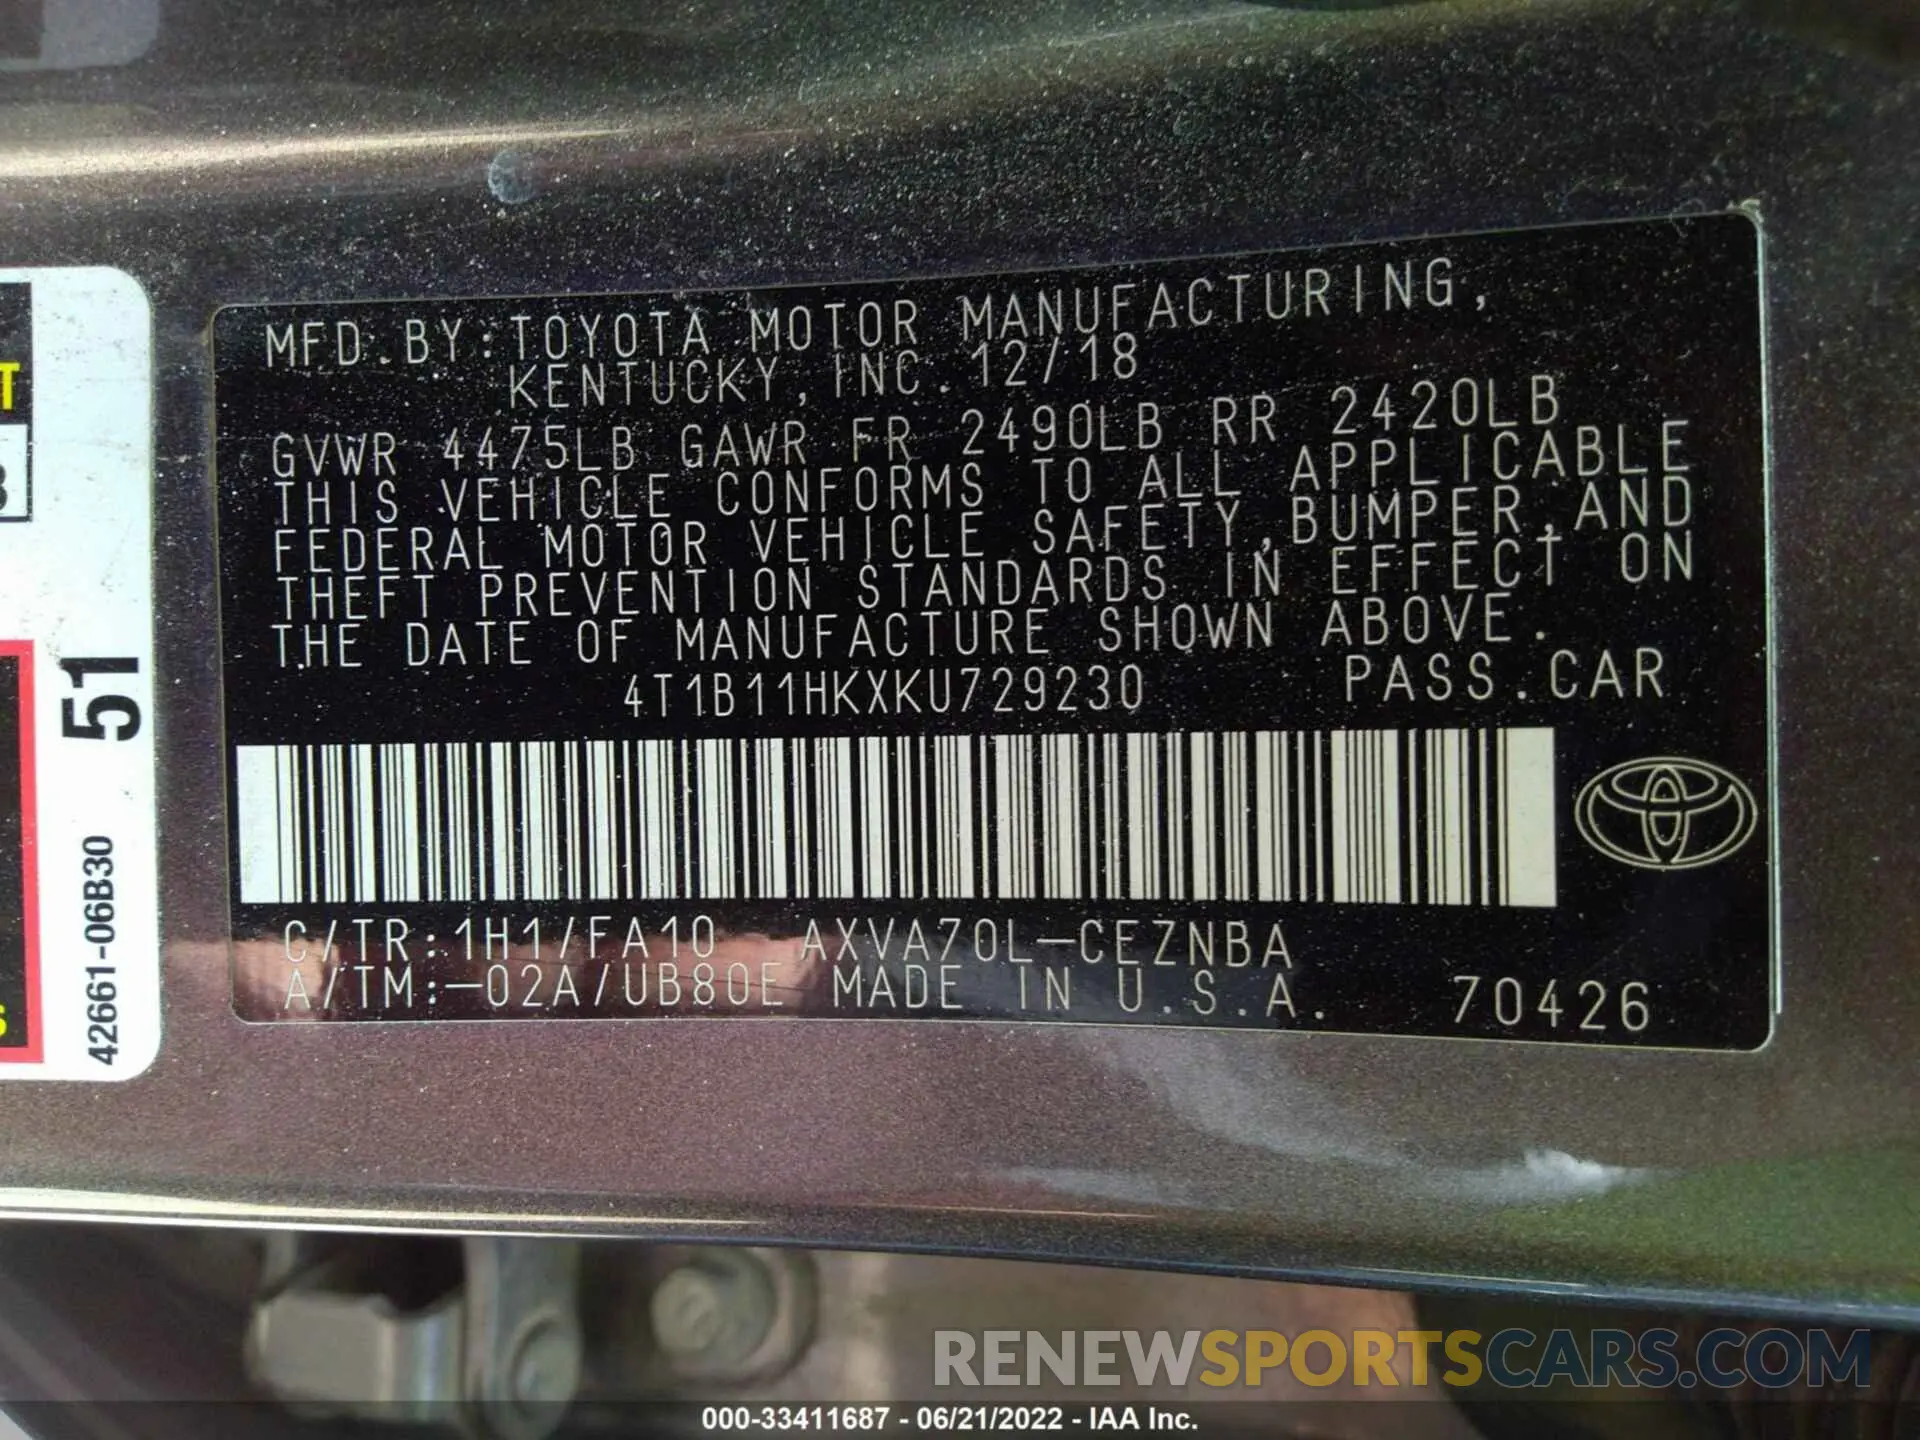 MFD.BY:TOYOTA MOTOR MANUFACTURING,
KENTUCKY,INC.12/18
GVWR 4475LB GAWR FR 2490LB RR 2420LB
THIS VEHICLE CONFORMS TO ALL APPLICABLE
FEDERAL MOTOR VEHICLE SAFETY,BUMPER,AND
THEFT PREVENTION STANDARDS IN EFFECT ON
THE DATE OF MANUFACTURE SHOWN ABOVE.
4T1B11HKXKU729230 PASS.CAR
C/TR:1H1/FA10 AXVA70L-CEZNBA
A/TM:-02A/UB80E MADE IN U.S.A. 70426
51
42661-06B30
RENEWSPORTSCARS.COM
000-33411687 - 06/21/2022 - IAA Inc.